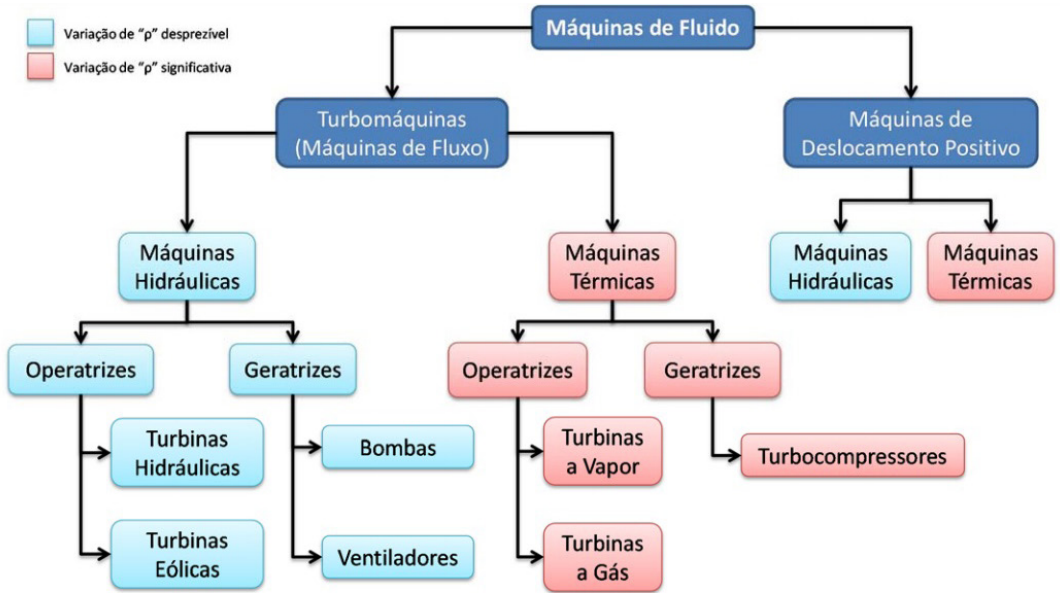 Máquinas de Fluido
Variação de "ρ" desprezível
Variação de "ρ" significativa
Turbomáquinas
(Máquinas de Fluxo)
Máquinas de
Deslocamento Positivo
Máquinas
Hidráulicas
Máquinas
Térmicas
Máquinas
Hidráulicas
Máquinas
Térmicas
Operatrizes
Geratrizes
Operatrizes
Geratrizes
Turbinas
Hidráulicas
Bombas
Turbinas
a Vapor
Turbocompressores
Turbinas
Eólicas
Ventiladores
Turbinas
a Gás